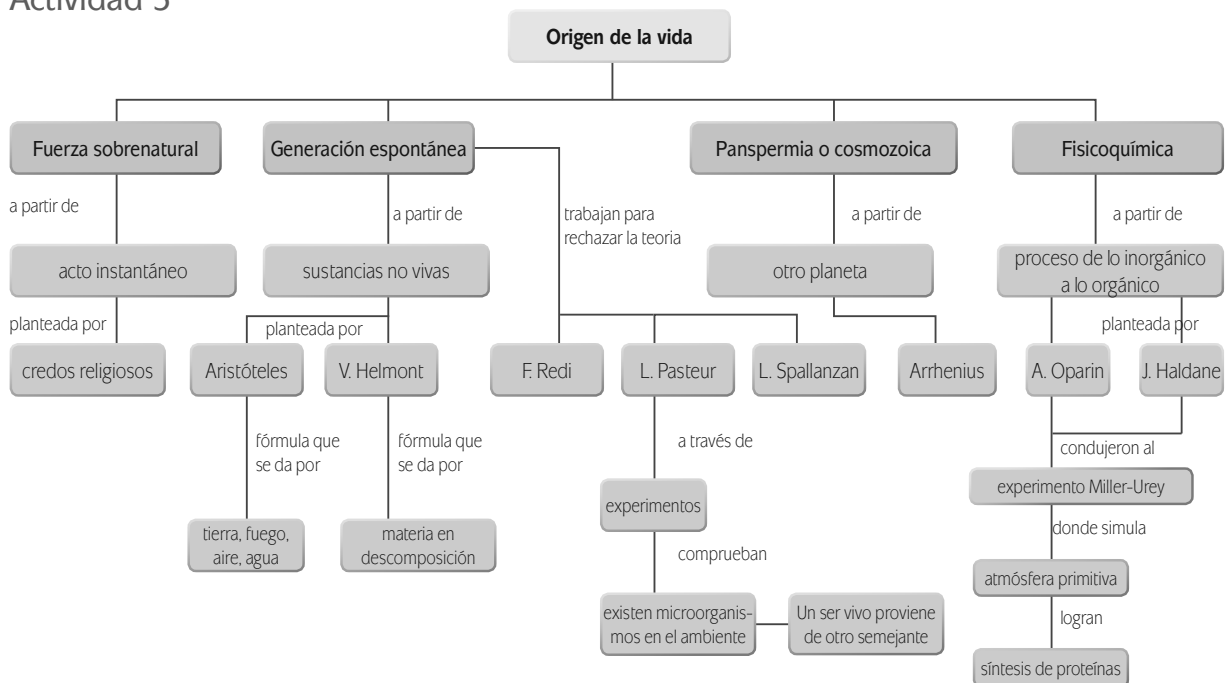 Actividad 5
Origen de la vida
Fuerza sobrenatural
Generación espontánea
Panspermia o cosmozoica
Fisicoquímica
a partir de
a partir de
trabajan para
rechazar la teoria
a partir de
a partir de
acto instantáneo
sustancias no vivas
otro planeta
proceso de lo inorgánico
a lo orgánico
planteada por
planteada por
planteada por
credos religiosos
Aristóteles
V. Helmont
F. Redi
L. Pasteur
L. Spallanzan
Arrhenius
A. Oparin
J. Haldane
fórmula que
se da por
fórmula que
se da por
a través de
condujeron al
experimentos
experimento Miller-Urey
tierra, fuego,
aire, agua
materia en
descomposición
donde simula
comprueban
atmósfera primitiva
existen microorganis-
mos en el ambiente
Un ser vivo proviene
de otro semejante
logran
síntesis de proteínas